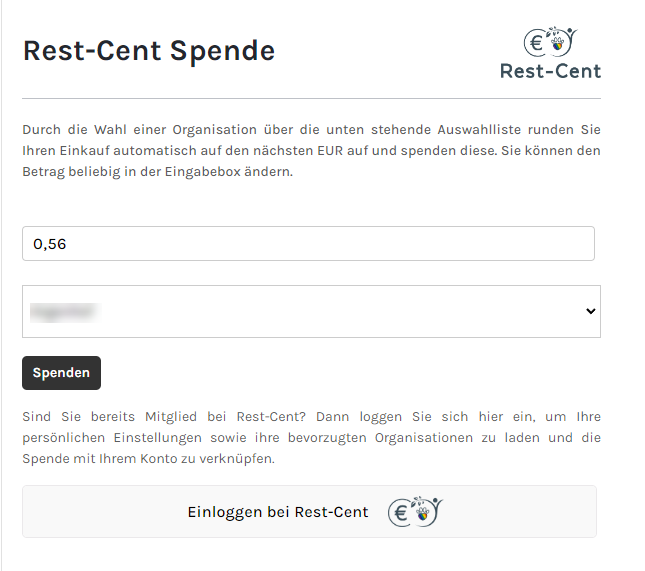 Rest-Cent Spende
€
Rest-Cent
Durch die Wahl einer Organisation über die unten stehende Auswahlliste runden Sie
Ihren Einkauf automatisch auf den nächsten EUR auf und spenden diese. Sie können den
Betrag beliebig in der Eingabebox ändern.
0,56
Spenden
Sind Sie bereits Mitglied bei Rest-Cent? Dann loggen Sie sich hier ein, um Ihre
persönlichen Einstellungen sowie ihre bevorzugten Organisationen zu laden und die
Spende mit Ihrem Konto zu verknüpfen.
Einloggen bei Rest-Cent €